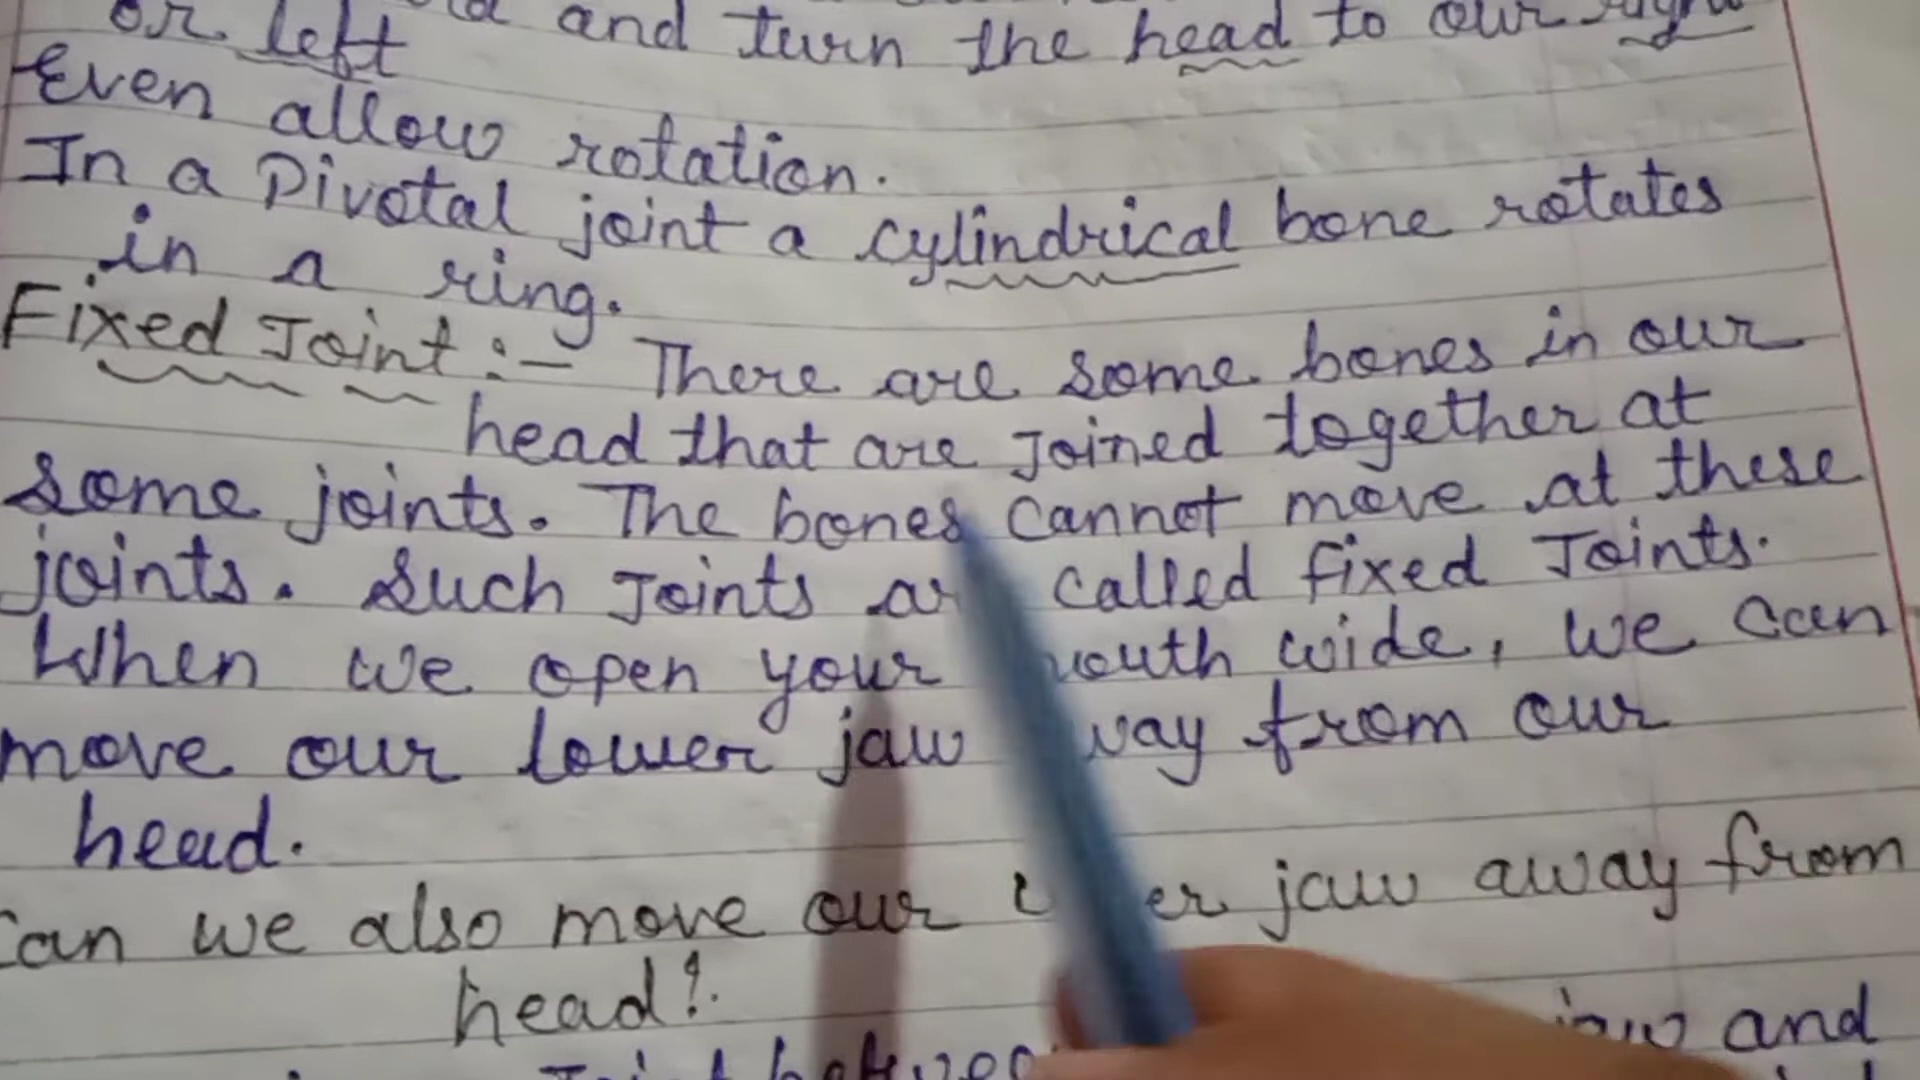 and turn the head to our right
or left
Even allow rotation.
In a Pivotal joint a cylindrical bone rotates
in a ring.
Fixed Joint :- There are some bones in our
head that are Joined together at
some joints. The bones cannot move at these
joints. Such Joints called fixed Joints.
When we open your wide, we can
move our lower jaw from our
head.
Can we also move our jaw away from
head?
and